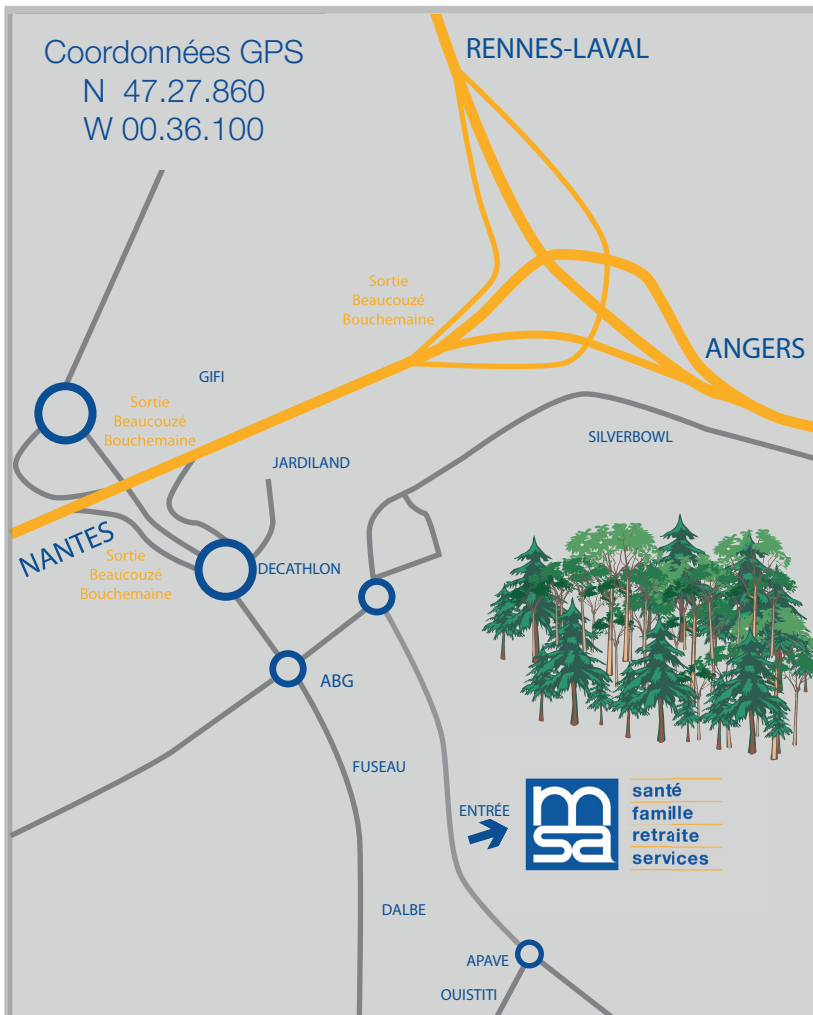 Coordonnées GPS
N 47.27.860
W 00.36.100
RENNES-LAVAL
Sortie
Beaucouzé
Bouchemaine
ANGERS
GIFI
Sortie
Beaucouzé
Bouchemaine
SILVERBOWL
JARDILAND
NANTES
Sortie
Beaucouzé
Bouchemaine
DECATHLON
ABG
FUSEAU
ENTRÉE
msa
santé
famille
retraite
services
DALBE
APAVE
OUISTITI